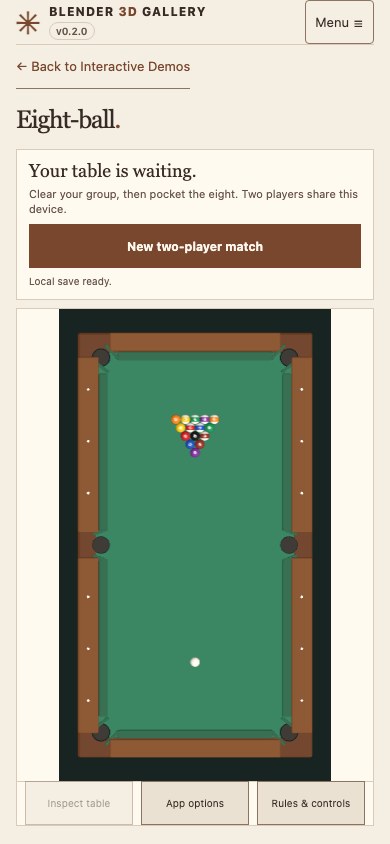 BLENDER 3D GALLERY
v0.2.0
Menu ≡
← Back to Interactive Demos
Eight-ball.
Your table is waiting.
Clear your group, then pocket the eight. Two players share this
device.
New two-player match
Local save ready.
Inspect table
App options
Rules & controls